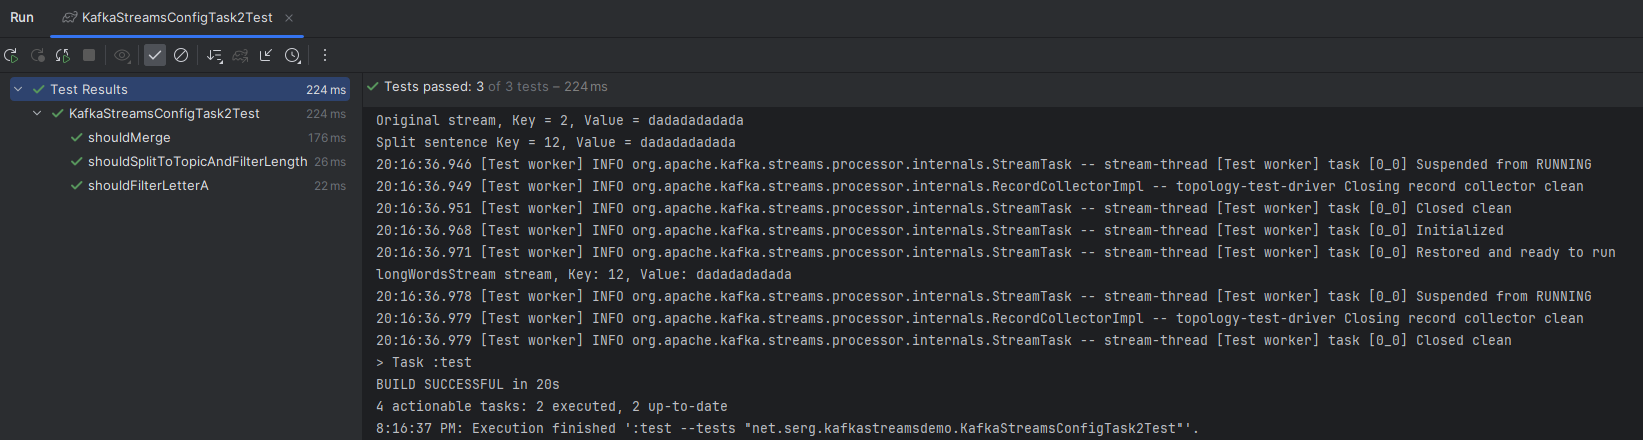 Run KafkaStreamsConfigTask2Test
Test Results 224 ms
KafkaStreamsConfigTask2Test 224 ms
shouldMerge 176 ms
shouldSplitToTopicAndFilterLength 26 ms
shouldFilterLetterA 22 ms
Tests passed: 3 of 3 tests – 224 ms
Original stream, Key = 2, Value = dadadadadada
Split sentence Key = 12, Value = dadadadadada
20:16:36.946 [Test worker] INFO org.apache.kafka.streams.processor.internals.StreamTask -- stream-thread [Test worker] task [0_0] Suspended from RUNNING
20:16:36.949 [Test worker] INFO org.apache.kafka.streams.processor.internals.RecordCollectorImpl -- topology-test-driver Closing record collector clean
20:16:36.951 [Test worker] INFO org.apache.kafka.streams.processor.internals.StreamTask -- stream-thread [Test worker] task [0_0] Closed clean
20:16:36.968 [Test worker] INFO org.apache.kafka.streams.processor.internals.StreamTask -- stream-thread [Test worker] task [0_0] Initialized
20:16:36.971 [Test worker] INFO org.apache.kafka.streams.processor.internals.StreamTask -- stream-thread [Test worker] task [0_0] Restored and ready to run
longWordsStream stream, Key: 12, Value: dadadadadada
20:16:36.978 [Test worker] INFO org.apache.kafka.streams.processor.internals.StreamTask -- stream-thread [Test worker] task [0_0] Suspended from RUNNING
20:16:36.979 [Test worker] INFO org.apache.kafka.streams.processor.internals.RecordCollectorImpl -- topology-test-driver Closing record collector clean
20:16:36.979 [Test worker] INFO org.apache.kafka.streams.processor.internals.StreamTask -- stream-thread [Test worker] task [0_0] Closed clean
> Task :test
BUILD SUCCESSFUL in 20s
4 actionable tasks: 2 executed, 2 up-to-date
8:16:37 PM: Execution finished ':test --tests "net.serg.kafkastreamsdemo.KafkaStreamsConfigTask2Test"'.